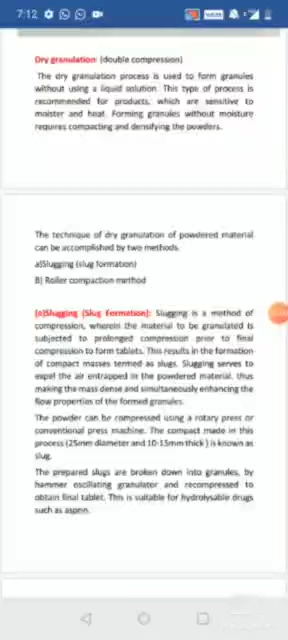 7:12
Dry granulation: (double compression)
The dry granulation process is used to form granules
without using a liquid solution. This type of process is
recommended for products, which are sensitive to
moister and heat. Forming granules without moisture
requires compacting and densifying the powders.
The technique of dry granulation of powdered material
can be accomplished by two methods.
a)Slugging (slug formation)
B) Roller compaction method
(a)Slugging (Slug Formation): Slugging is a method of
compression, wherein the material to be granulated is
subjected to prolonged compression prior to final
compression to form tablets. This results in the formation
of compact masses termed as slugs. Slugging serves to
expel the air entrapped in the powdered material, thus
making the mass dense and simultaneously enhancing the
flow properties of the formed granules.
The powder can be compressed using a rotary press or
conventional press machine. The compact made in this
process (25mm diameter and 10-15mm thick ) is known as
slug.
The prepared slugs are broken down into granules, by
hammer oscillating granulator and recompressed to
obtain final tablet. This is suitable for hydrolysable drugs
such as aspirin.